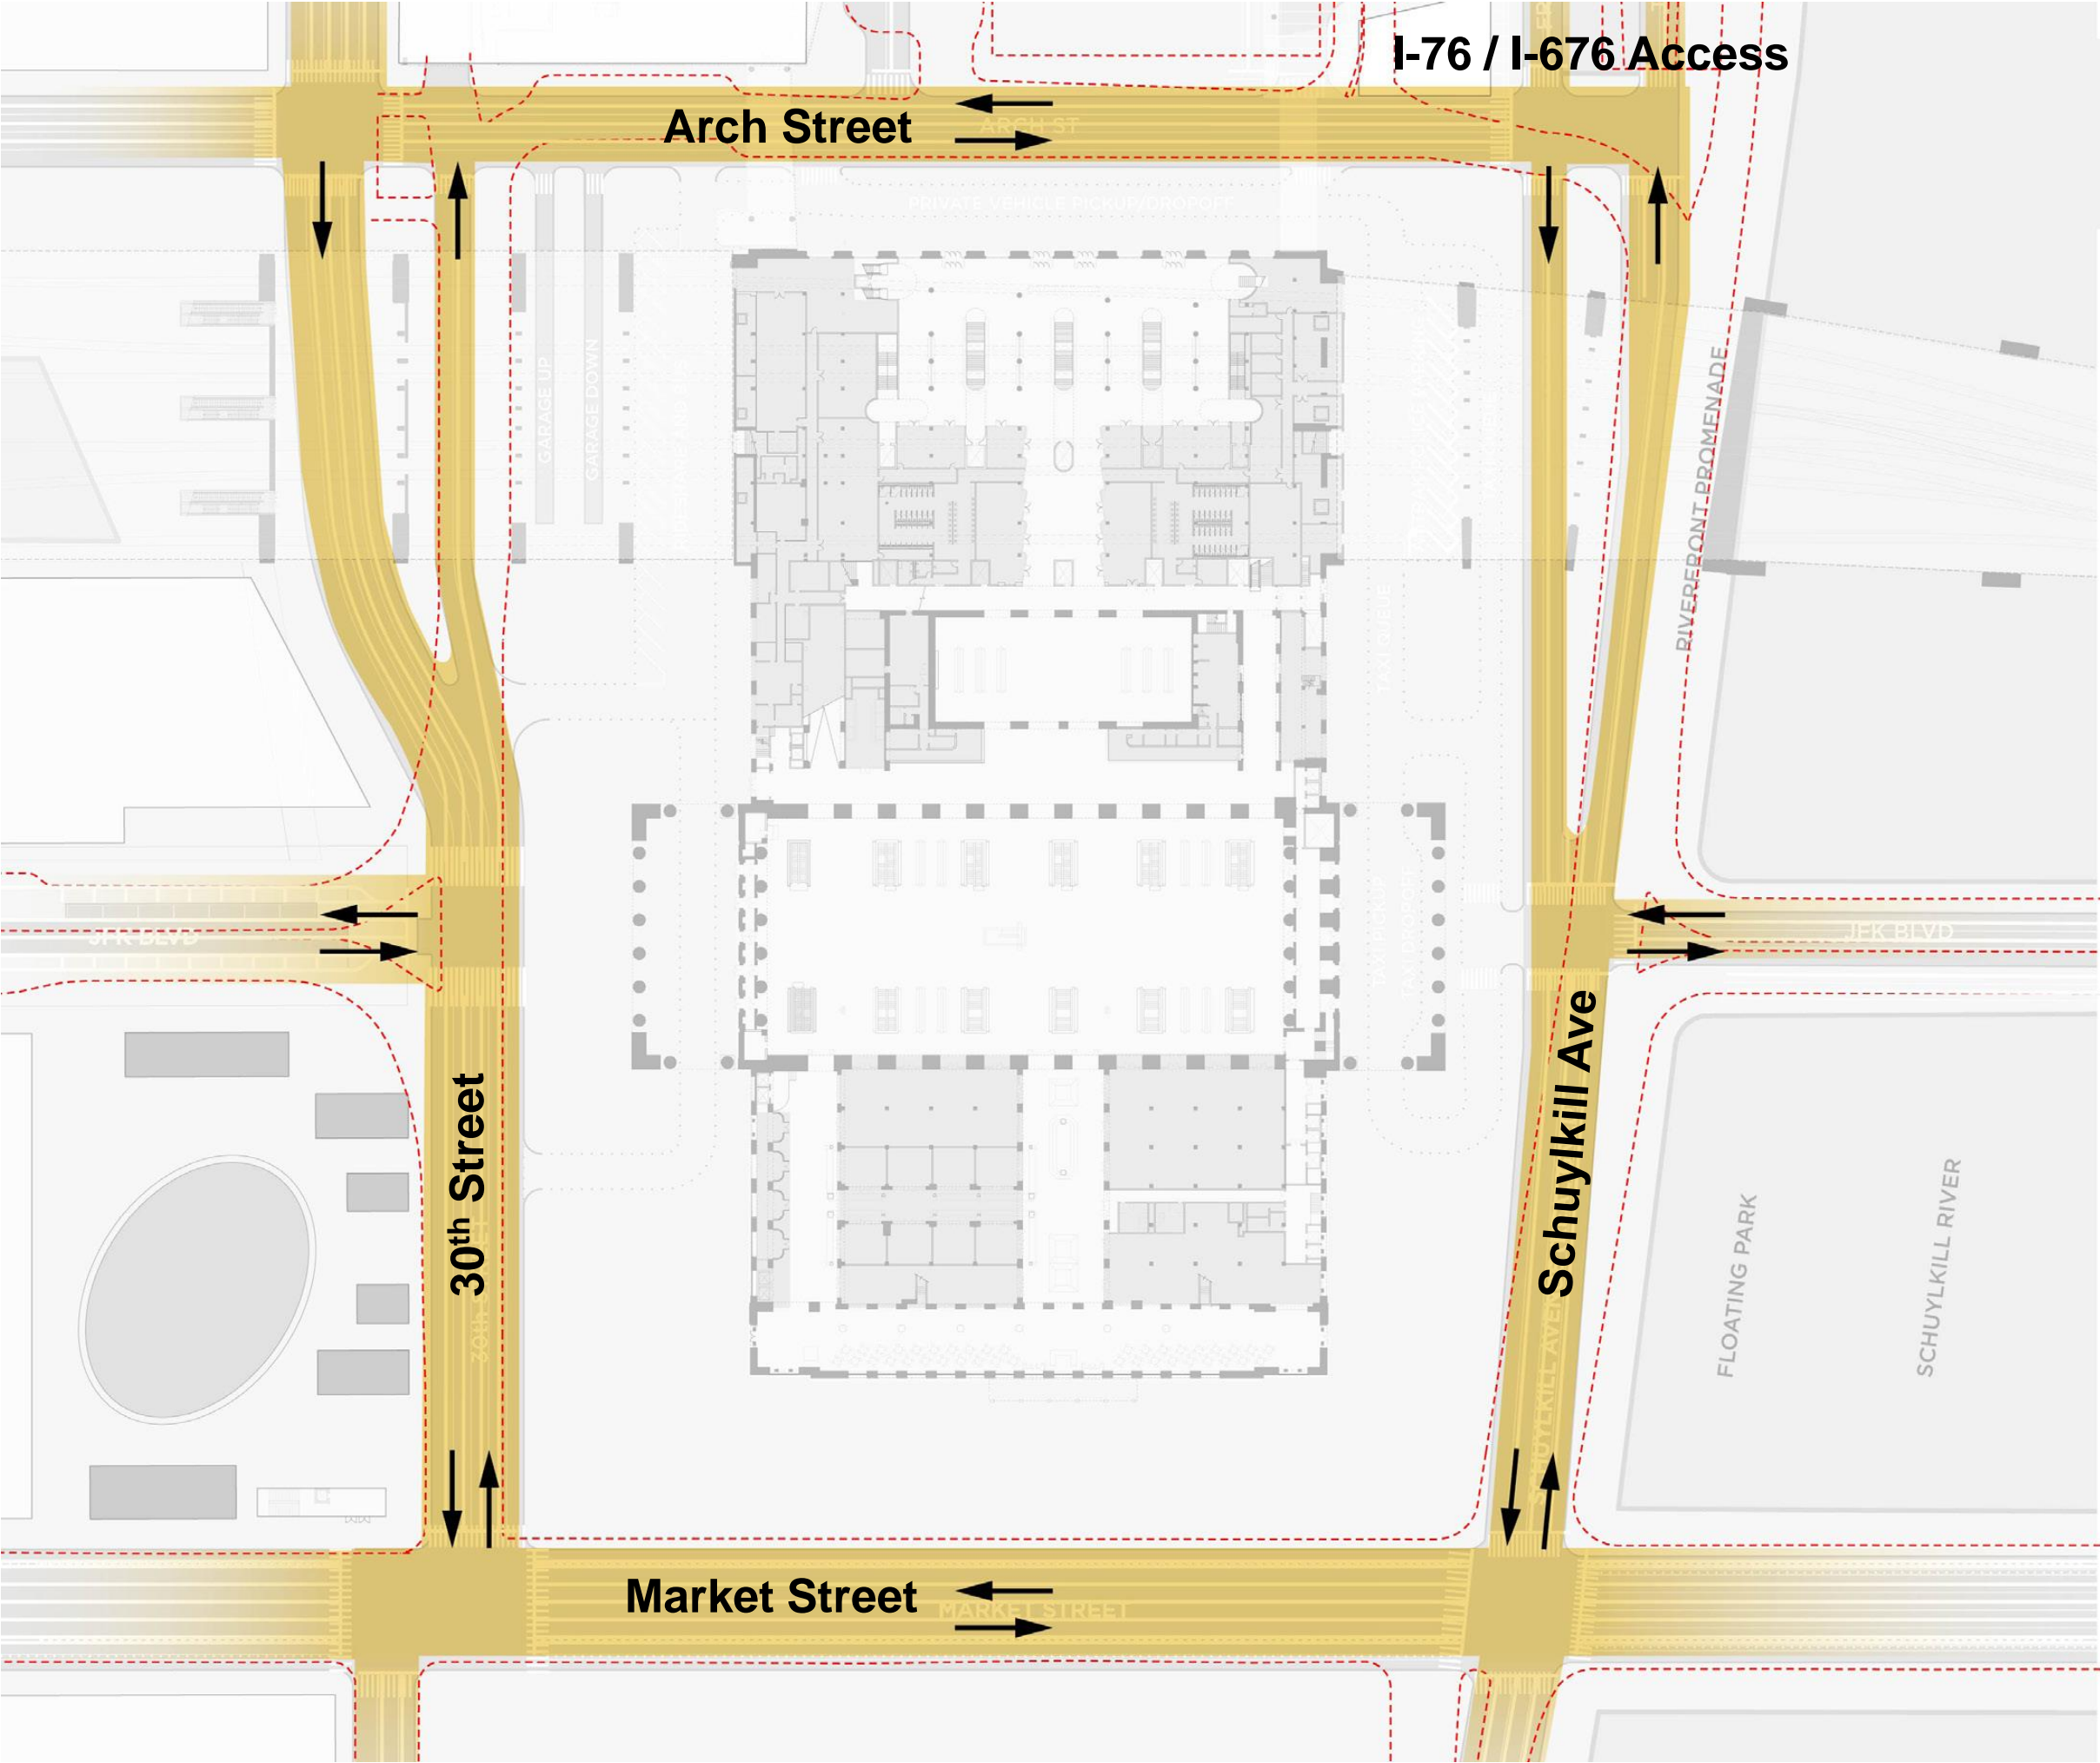 I-76 / I-676 Access
Arch Street
ARCH ST
PRIVATE VEHICLE PICKUP/DROPOFF
GARAGE UP
GARAGE DOWN
RIVERFRONT PROMENADE
TAXI QUEUE
JFK BLVD
JFK BLVD
30th Street
Schuylkill Ave
SCHUYLKILL AVENUE
FLOATING PARK
SCHUYLKILL RIVER
Market Street
MARKET STREET